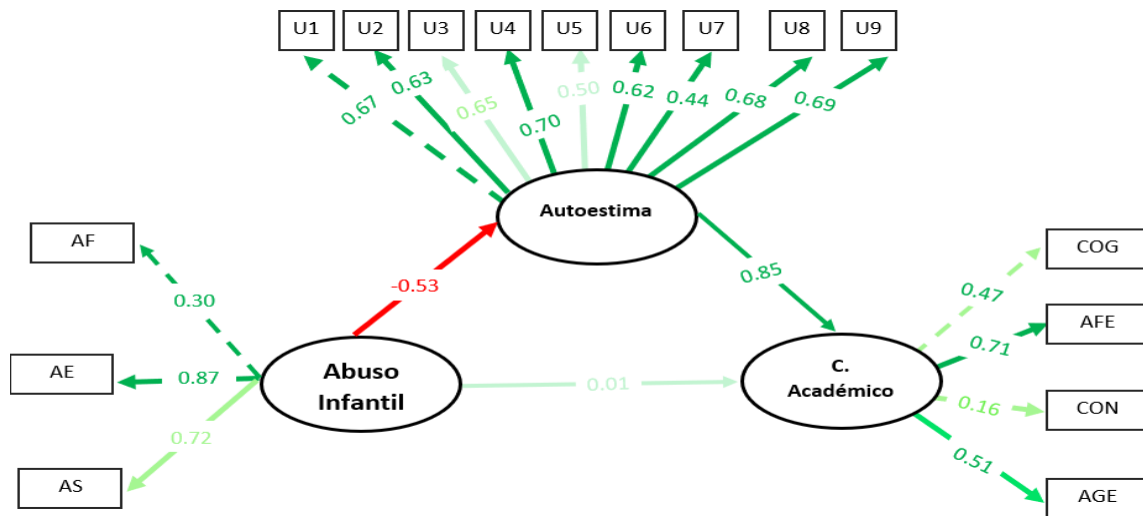 U1 U2 U3 U4 U5 U6 U7 U8 U9
0.67 0.63 0.65 0.70 0.50 0.62 0.44 0.68 0.69
Autoestima
AF
COG
0.30
-0.53
0.85
0.47
AFE
0.71
AE
0.87
Abuso
Infantil
0.01
C.
Académico
0.16
CON
0.72
0.51
AS
AGE